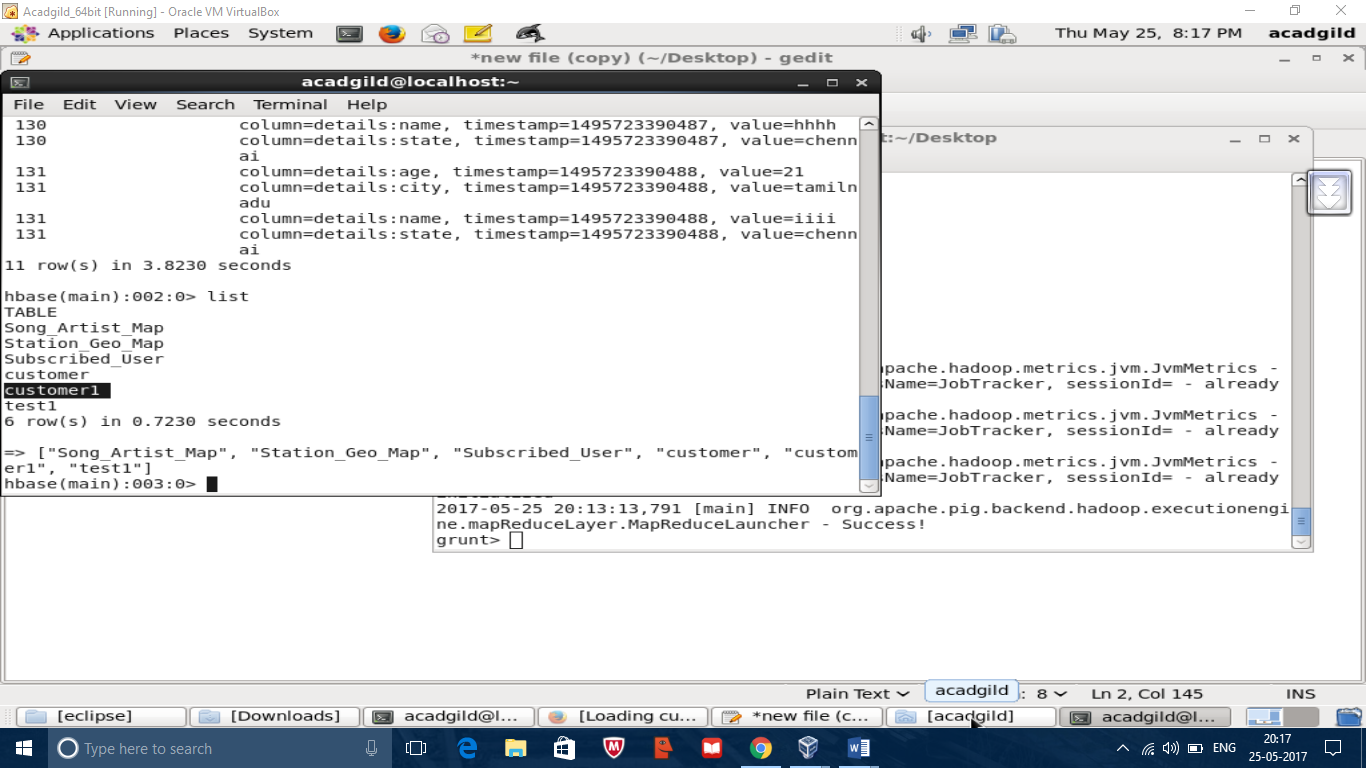 Acadgild_64bit [Running] - Oracle VM VirtualBox
Applications Places System Thu May 25, 8:17 PM acadgild
*new file (copy) (~/Desktop) - gedit
acadgild@localhost:~
File Edit View Search Terminal Help
130 column=details:name, timestamp=1495723390487, value=hhhh
130 column=details:state, timestamp=1495723390487, value=chenn
ai
131 column=details:age, timestamp=1495723390488, value=21
131 column=details:city, timestamp=1495723390488, value=tamiln
adu
131 column=details:name, timestamp=1495723390488, value=iiii
131 column=details:state, timestamp=1495723390488, value=chenn
ai
11 row(s) in 3.8230 seconds
hbase(main):002:0> list
TABLE
Song_Artist_Map
Station_Geo_Map
Subscribed_User
customer
customer1
test1
6 row(s) in 0.7230 seconds
=> ["Song_Artist_Map", "Station_Geo_Map", "Subscribed_User", "customer", "custom
er1", "test1"]
hbase(main):003:0>
t:~/Desktop
apache.hadoop.metrics.jvm.JvmMetrics -
sName=JobTracker, sessionId= - already
apache.hadoop.metrics.jvm.JvmMetrics -
sName=JobTracker, sessionId= - already
apache.hadoop.metrics.jvm.JvmMetrics -
sName=JobTracker, sessionId= - already
2017-05-25 20:13:13,791 [main] INFO org.apache.pig.backend.hadoop.executionengi
ne.mapReduceLayer.MapReduceLauncher - Success!
grunt>
Plain Text acadgild : 8 Ln 2, Col 145 INS
[eclipse] [Downloads] acadgild@l... [Loading cu... *new file (c... [acadgild] acadgild@l...
Type here to search ENG 20:17
25-05-2017